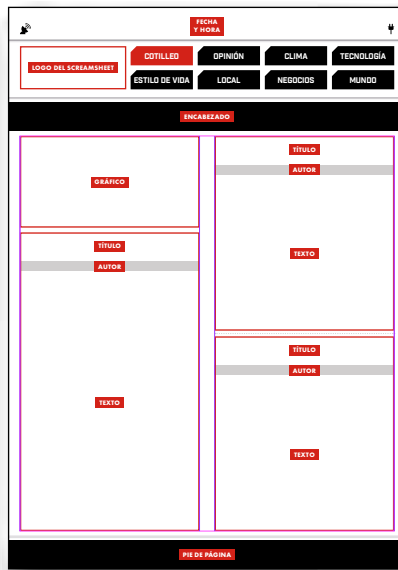 FECHA
Y HORA
LOGO DEL SCREAMSHEET
COTILLEO
OPINIÓN
CLIMA
TECNOLOGÍA
ESTILO DE VIDA
LOCAL
NEGOCIOS
MUNDO
ENCABEZADO
GRÁFICO
TÍTULO
AUTOR
TEXTO
TÍTULO
AUTOR
TEXTO
TÍTULO
AUTOR
TEXTO
PIE DE PÁGINA